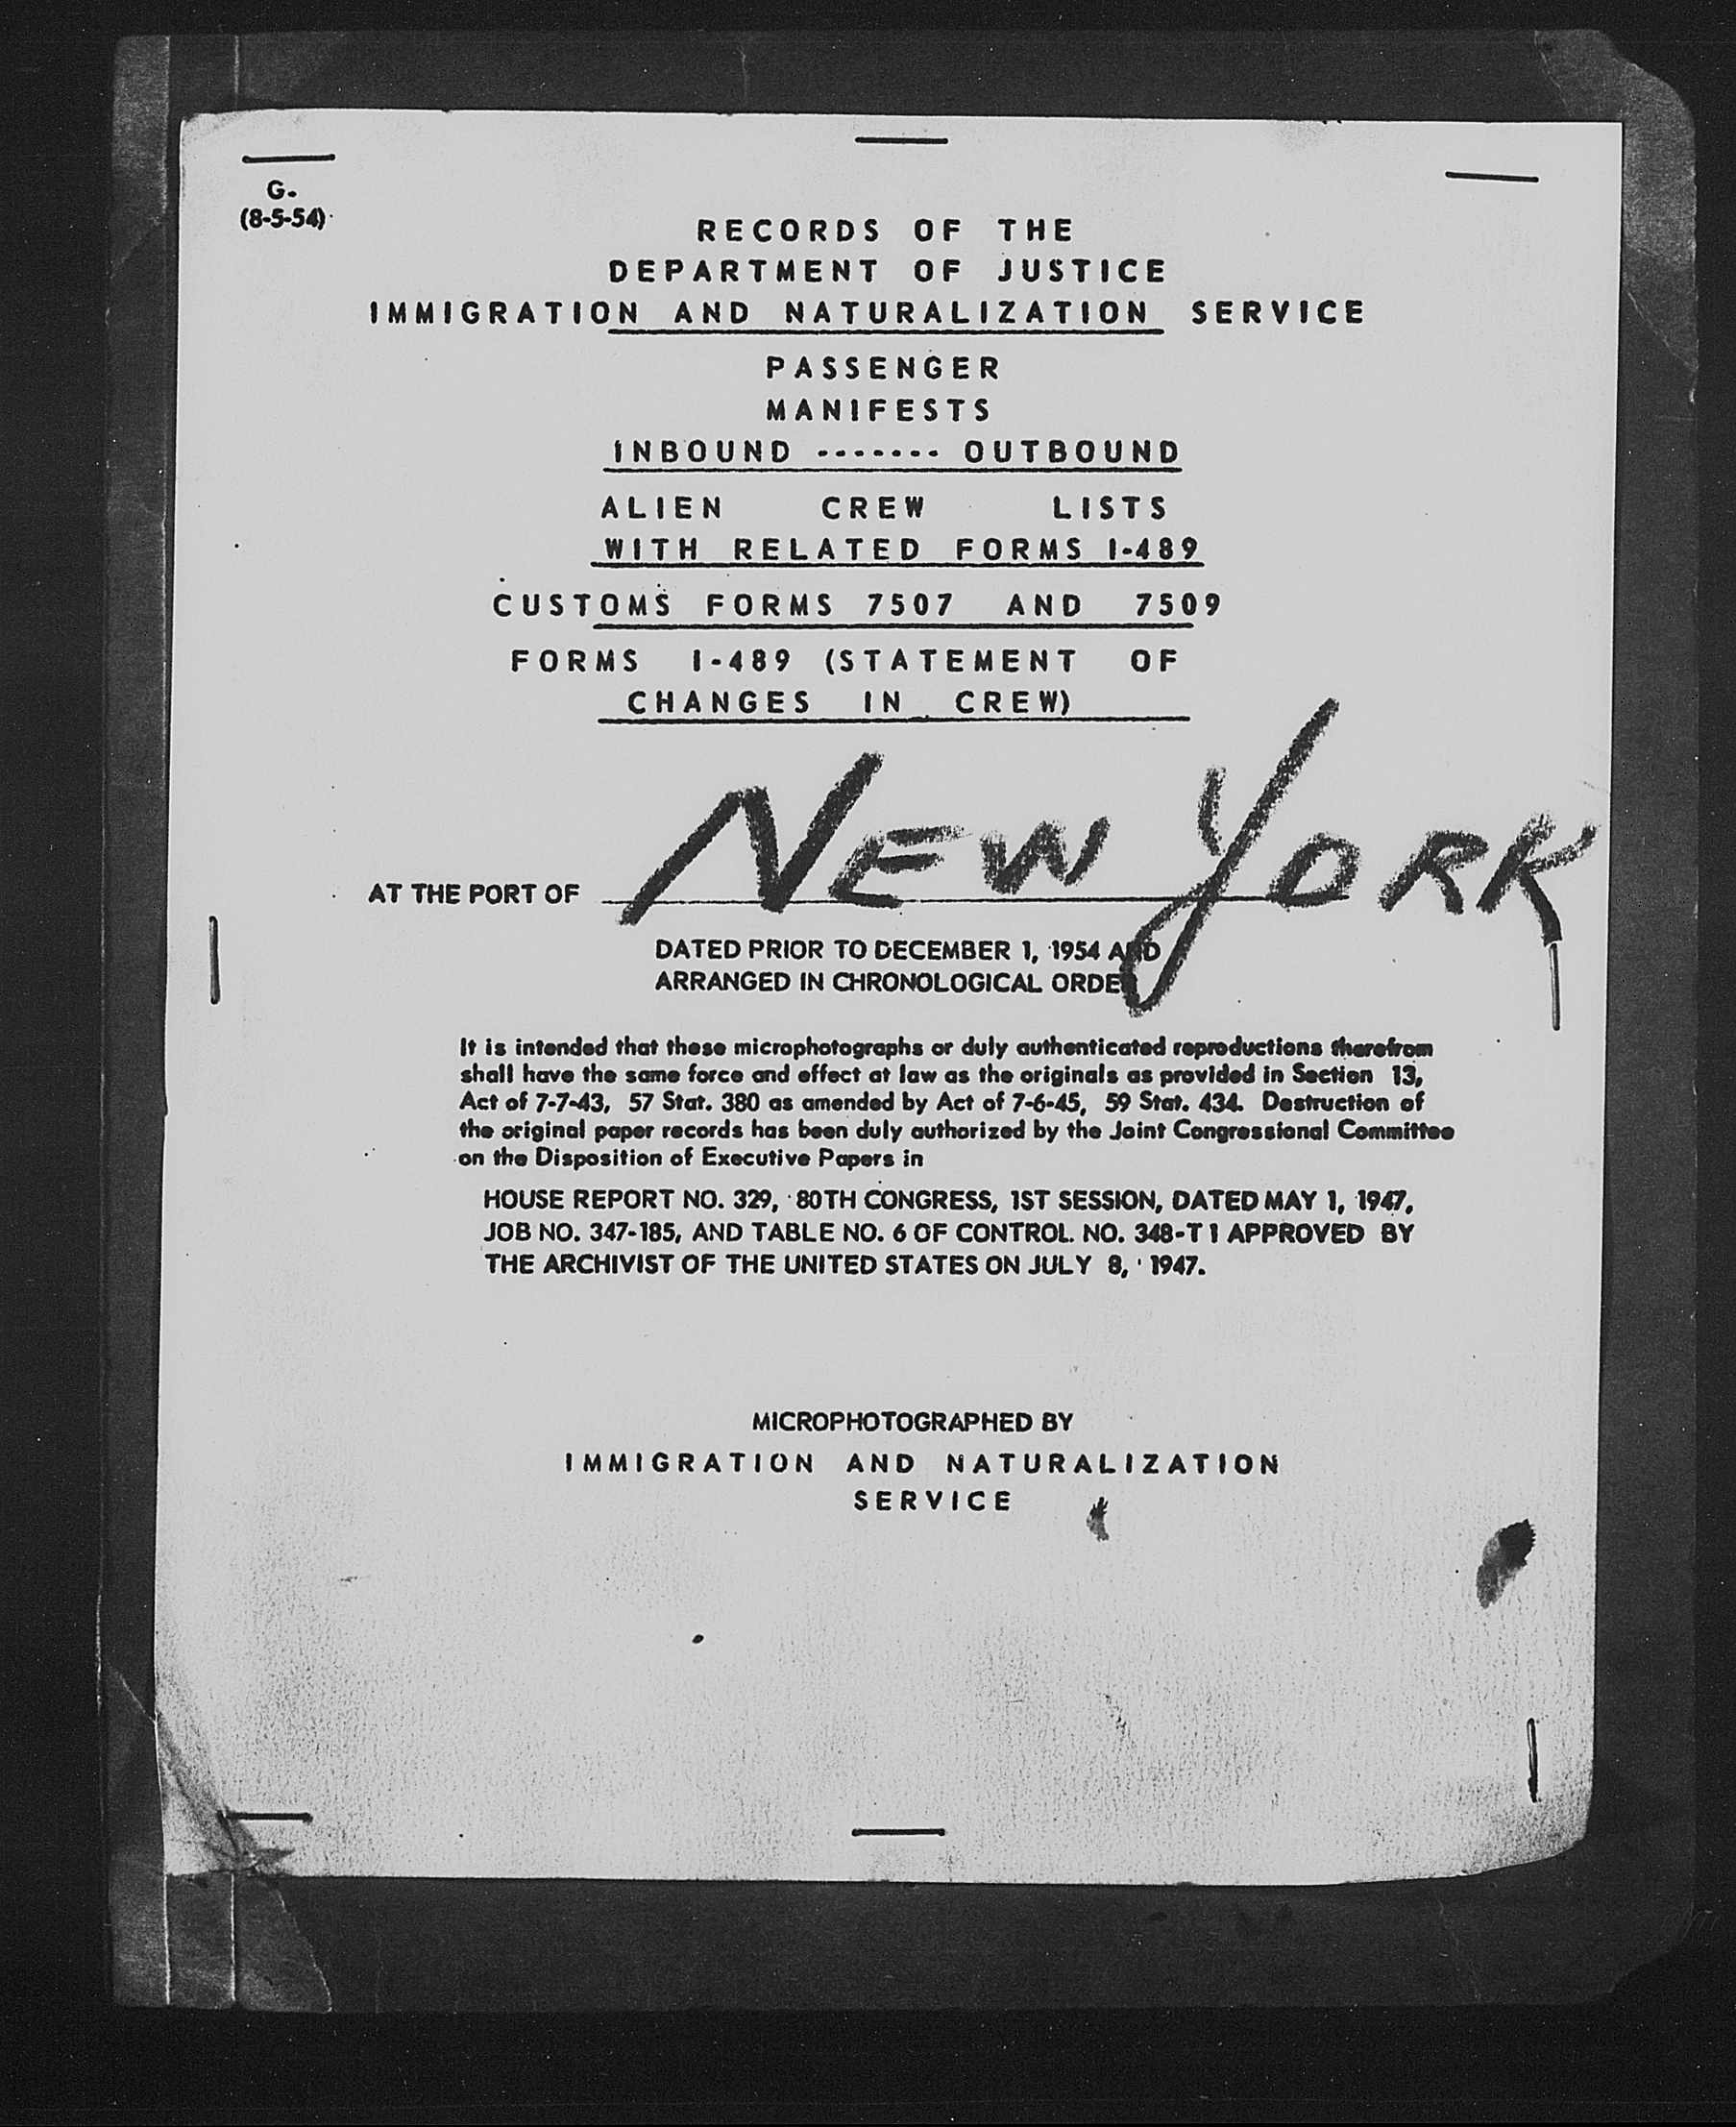 G.
(8-5-54)
RECORDS OF THE
DEPARTMENT OF JUSTICE
IMMIGRATION AND NATURALIZATION SERVICE
PASSENGER
MANIFESTS
INBOUND ------- OUTBOUND
ALIEN CREW LISTS
WITH RELATED FORMS I-489
CUSTOMS FORMS 7507 AND 7509
FORMS I-489 (STATEMENT OF
CHANGES IN CREW)
AT THE PORT OF NEW YORK
DATED PRIOR TO DECEMBER 1, 1954 AND
ARRANGED IN CHRONOLOGICAL ORDER
It is intended that these microphotographs or duly authenticated reproductions therefrom
shall have the same force and effect at law as the originals as provided in Section 13,
Act of 7-7-43, 57 Stat. 380 as amended by Act of 7-6-45, 59 Stat. 434. Destruction of
the original paper records has been duly authorized by the Joint Congressional Committee
on the Disposition of Executive Papers in
HOUSE REPORT NO. 329, 80TH CONGRESS, 1ST SESSION, DATED MAY 1, 1947,
JOB NO. 347-185, AND TABLE NO. 6 OF CONTROL. NO. 348-T1 APPROVED BY
THE ARCHIVIST OF THE UNITED STATES ON JULY 8, 1947.
MICROPHOTOGRAPHED BY
IMMIGRATION AND NATURALIZATION
SERVICE